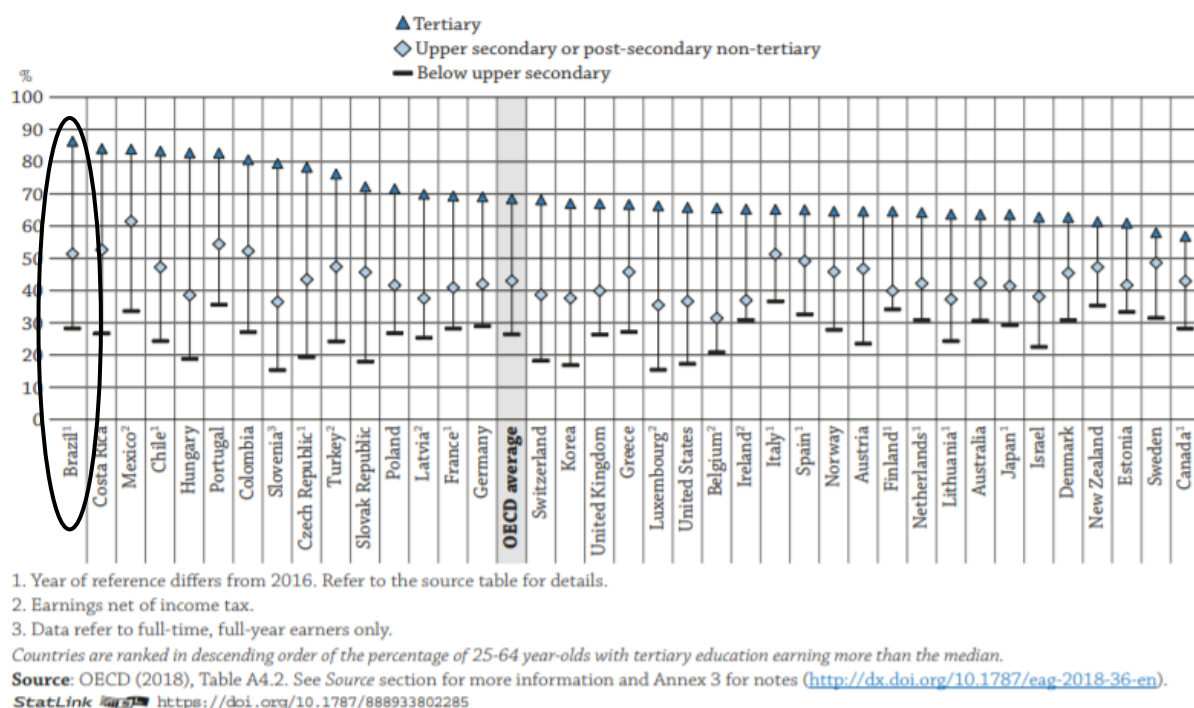 Tertiary
Upper secondary or post-secondary non-tertiary
Below upper secondary
%
100
90
80
70
60
50
40
30
20
10
0
Brazil¹
Costa Rica
Mexico²
Chile¹
Hungary
Portugal
Colombia
Slovenia³
Czech Republic¹
Turkey²
Slovak Republic
Poland
Latvia²
France¹
Germany
OECD average
Switzerland
Korea
United Kingdom
Greece
Luxembourg²
United States
Belgium²
Ireland²
Italy¹
Spain¹
Norway
Austria
Finland¹
Netherlands¹
Lithuania¹
Australia
Japan¹
Israel
Denmark
New Zealand
Estonia
Sweden
Canada¹
1. Year of reference differs from 2016. Refer to the source table for details.
2. Earnings net of income tax.
3. Data refer to full-time, full-year earners only.
Countries are ranked in descending order of the percentage of 25-64 year-olds with tertiary education earning more than the median.
Source: OECD (2018), Table A4.2. See Source section for more information and Annex 3 for notes (http://dx.doi.org/10.1787/eag-2018-36-en).
StatLink https://doi.org/10.1787/888933802285